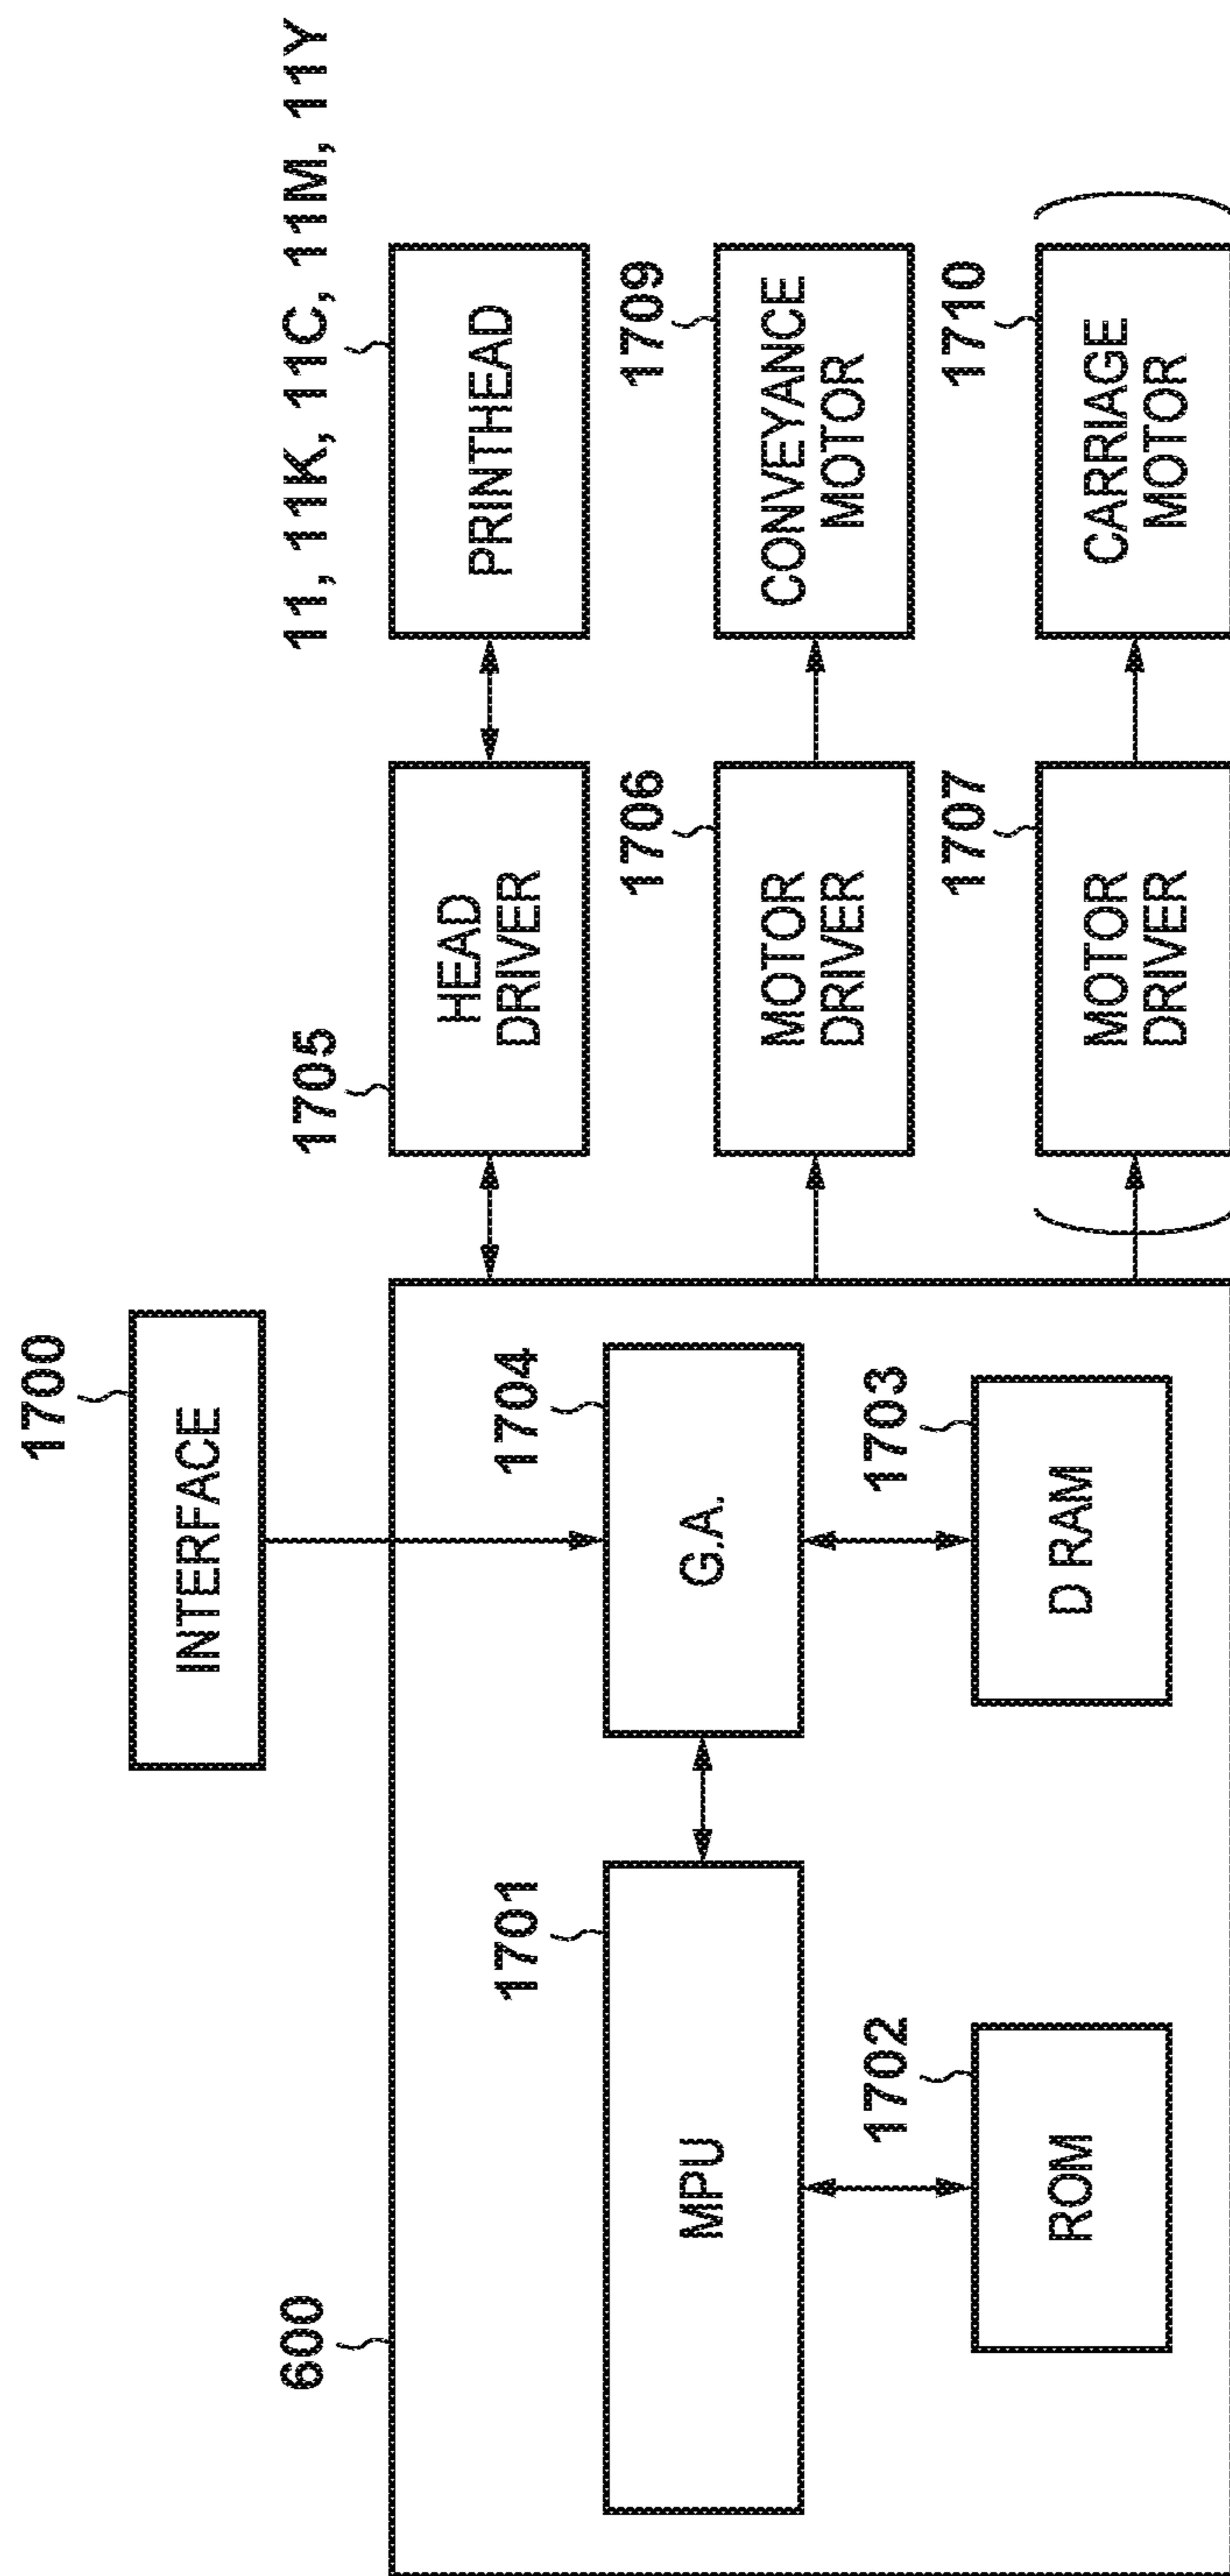 1700
INTERFACE
600
1701
MPU
1704
G.A.
1702
ROM
1703
D RAM
1705
HEAD
DRIVER
11, 11K, 11C, 11M, 11Y
PRINTHEAD
1706
MOTOR
DRIVER
1709
CONVEYANCE
MOTOR
1707
MOTOR
DRIVER
1710
CARRIAGE
MOTOR